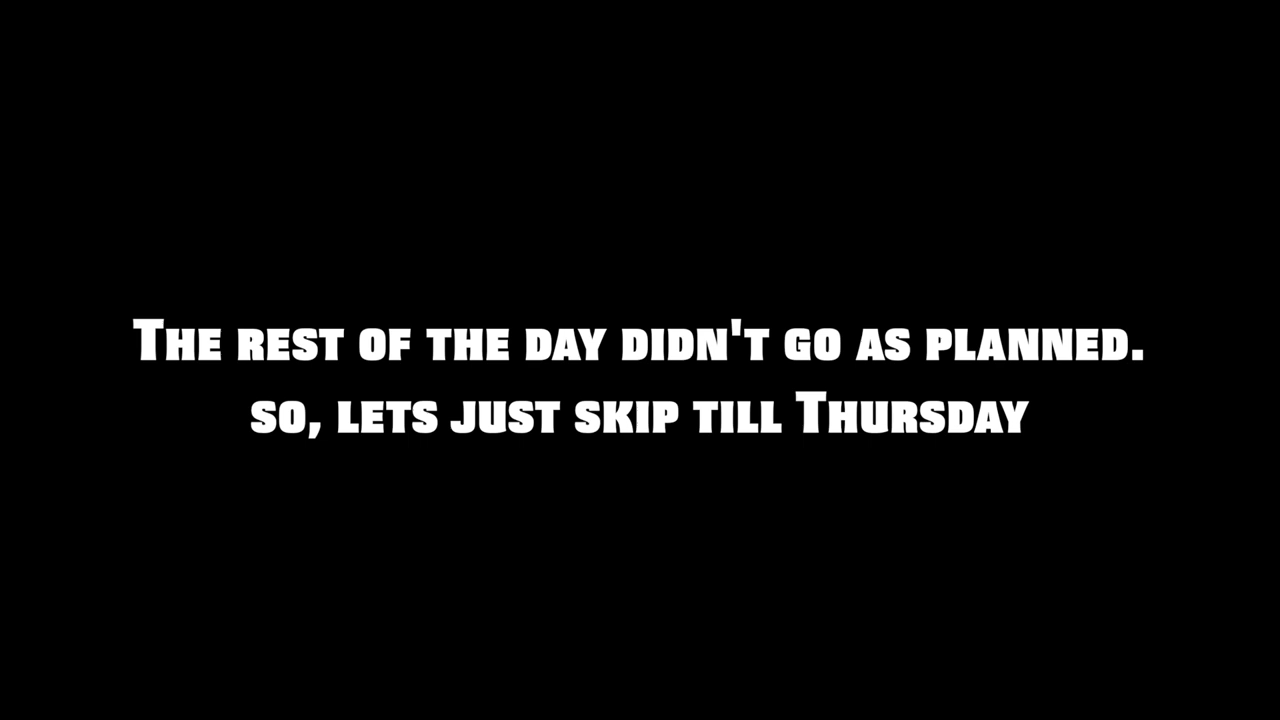 The rest of the day didn't go as planned.
so, lets just skip till Thursday